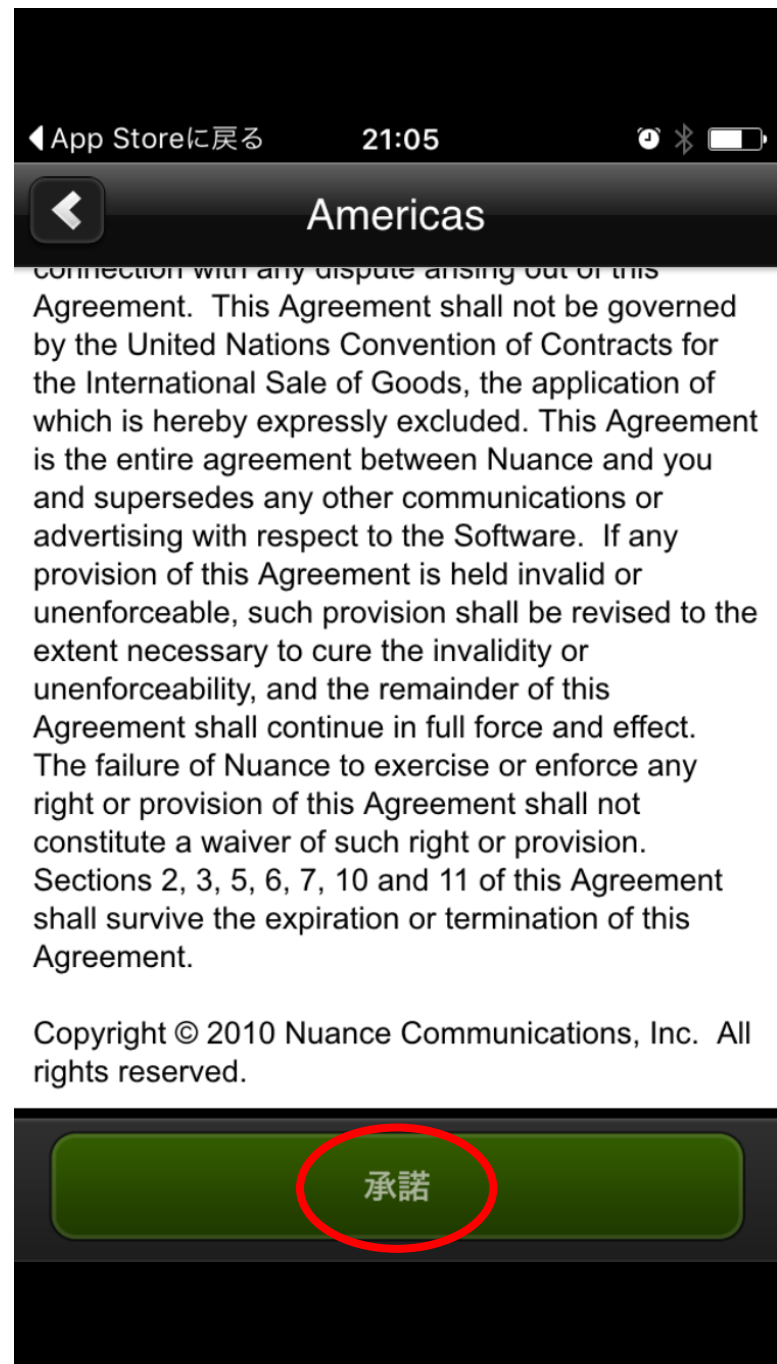 App Storeに戻る 21:05
Americas
connection with any dispute arising out of this
Agreement.  This Agreement shall not be governed
by the United Nations Convention of Contracts for
the International Sale of Goods, the application of
which is hereby expressly excluded. This Agreement
is the entire agreement between Nuance and you
and supersedes any other communications or
advertising with respect to the Software.  If any
provision of this Agreement is held invalid or
unenforceable, such provision shall be revised to the
extent necessary to cure the invalidity or
unenforceability, and the remainder of this
Agreement shall continue in full force and effect.
The failure of Nuance to exercise or enforce any
right or provision of this Agreement shall not
constitute a waiver of such right or provision.
Sections 2, 3, 5, 6, 7, 10 and 11 of this Agreement
shall survive the expiration or termination of this
Agreement.
Copyright © 2010 Nuance Communications, Inc.  All
rights reserved.
承諾